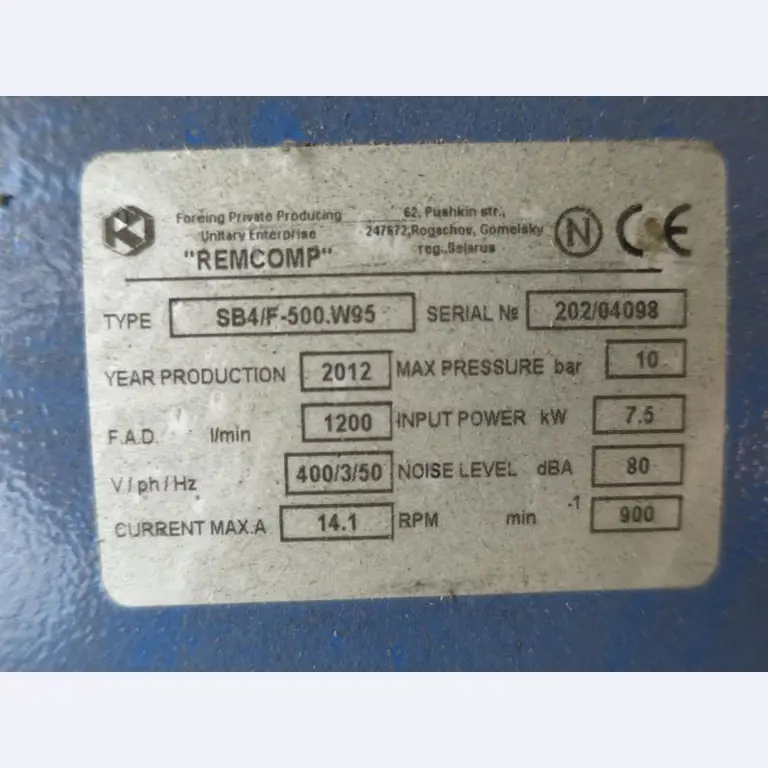 Foreing Private Producing
Unitary Enterprise
"REMCOMP"
62, Pushkin str.,
247672,Rogachov, Gomelsky
reg.,Belarus
N CE
TYPE SB4/F-500.W95 SERIAL № 202/04098
YEAR PRODUCTION 2012 MAX PRESSURE bar 10
F.A.D. l/min 1200 INPUT POWER kW 7.5
V/ph/Hz 400/3/50 NOISE LEVEL dBA 80
CURRENT MAX.A 14.1 RPM min -1 900